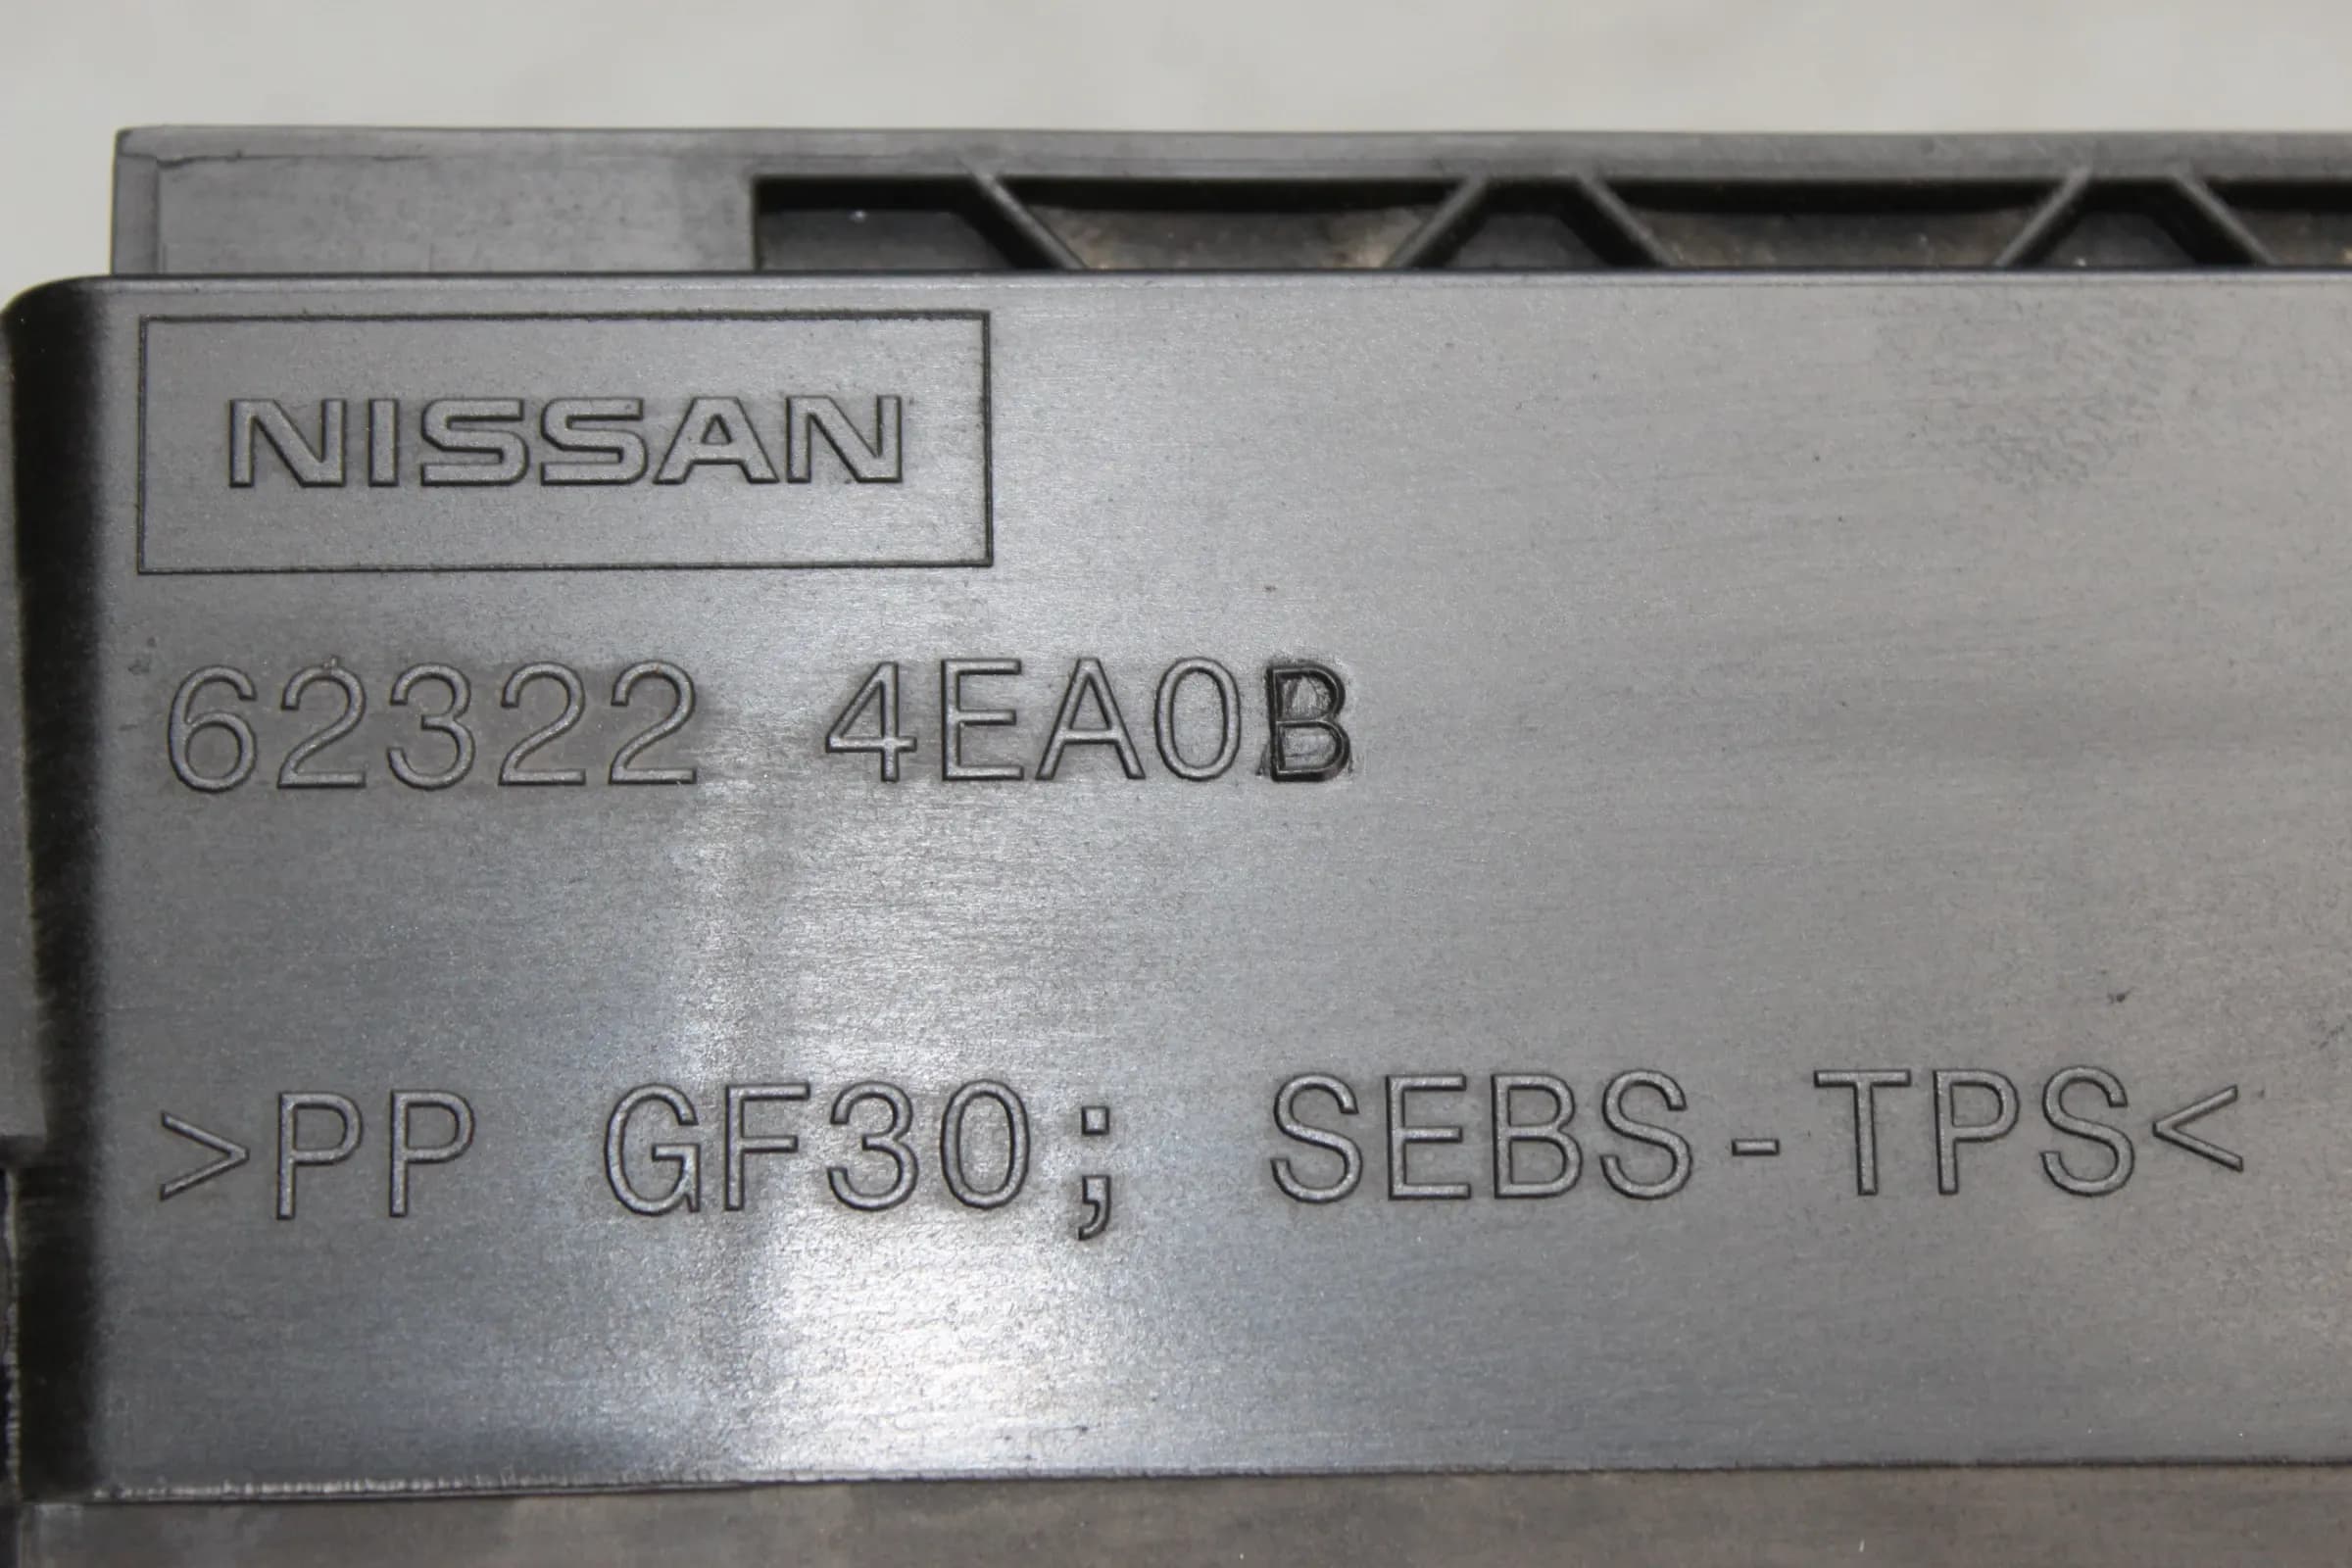 NISSAN
62322 4EA0B
>PP GF30; SEBS-TPS<